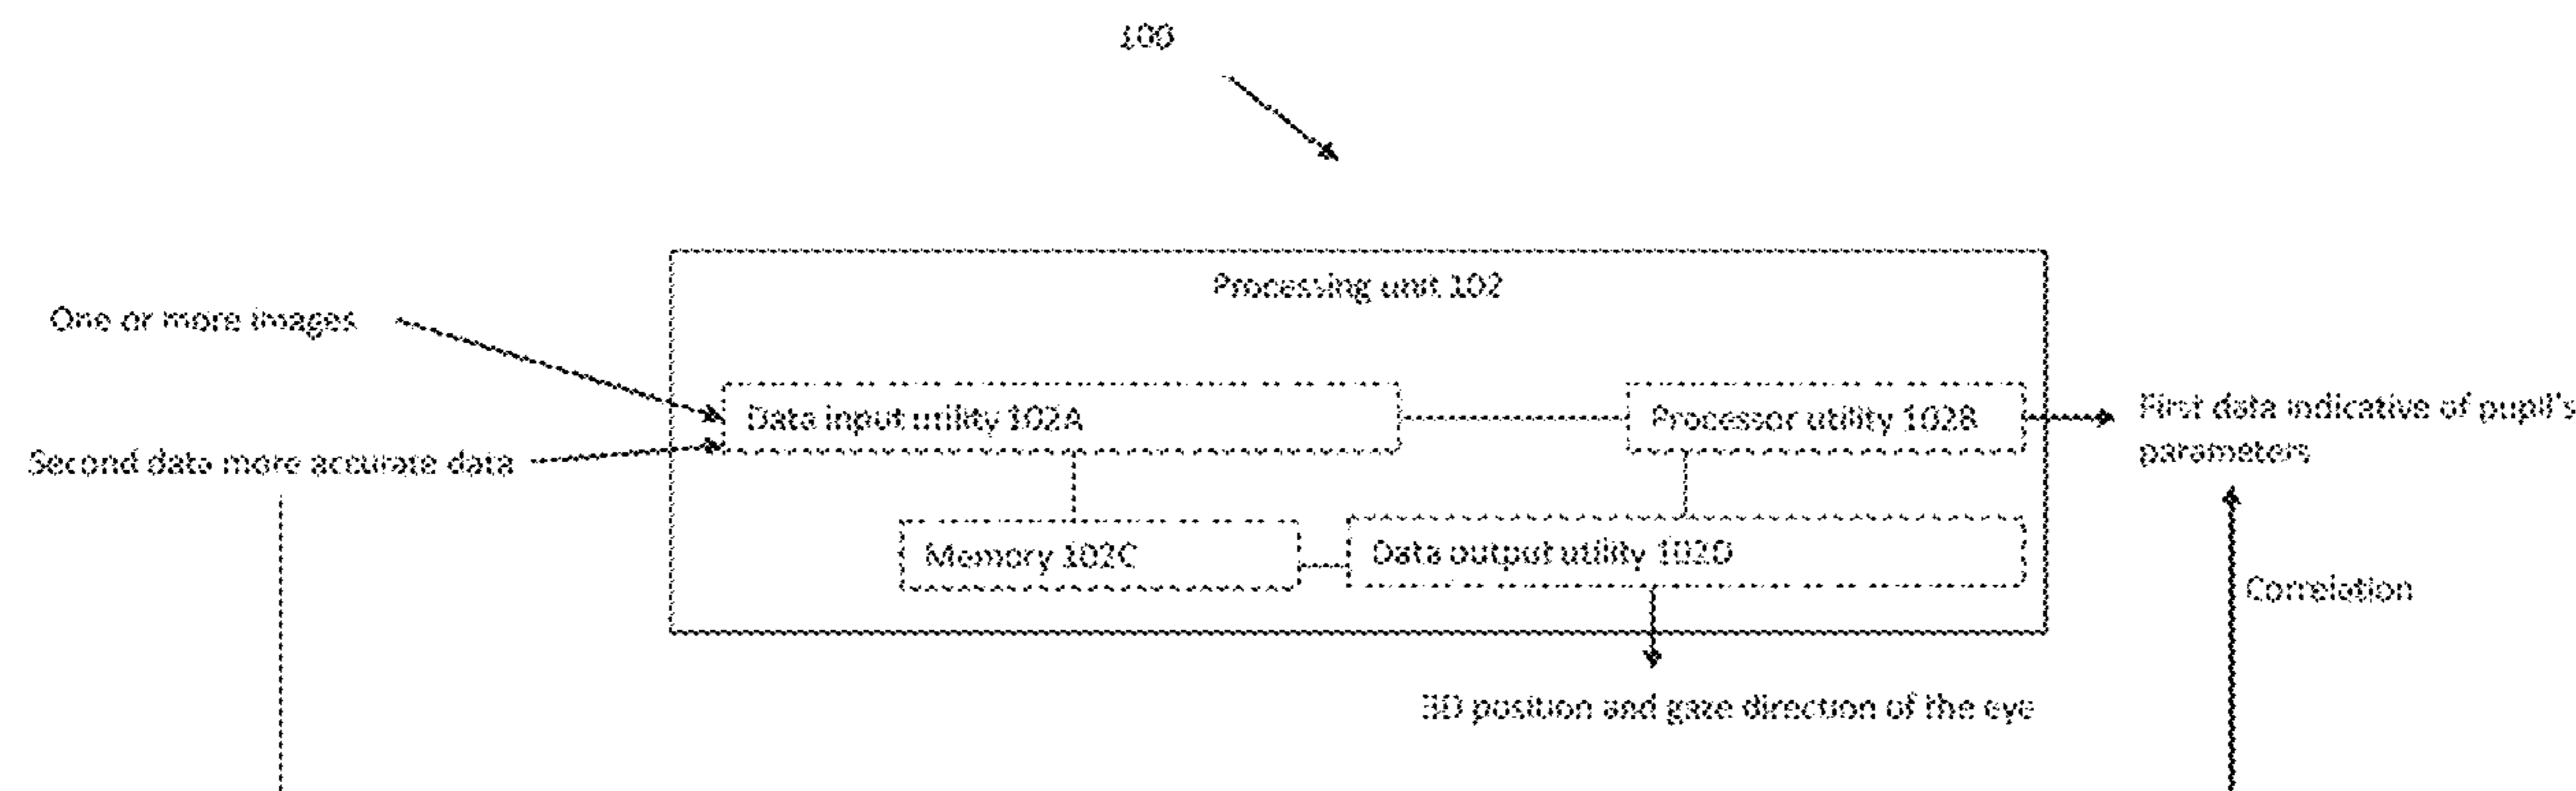 100
Processing unit 102
One or more images
Data input utility 102A
Processor utility 102B
First data indicative of pupil's
parameters
Second data more accurate data
Memory 102C
Data output utility 102D
Correlation
3D position and gaze direction of the eye